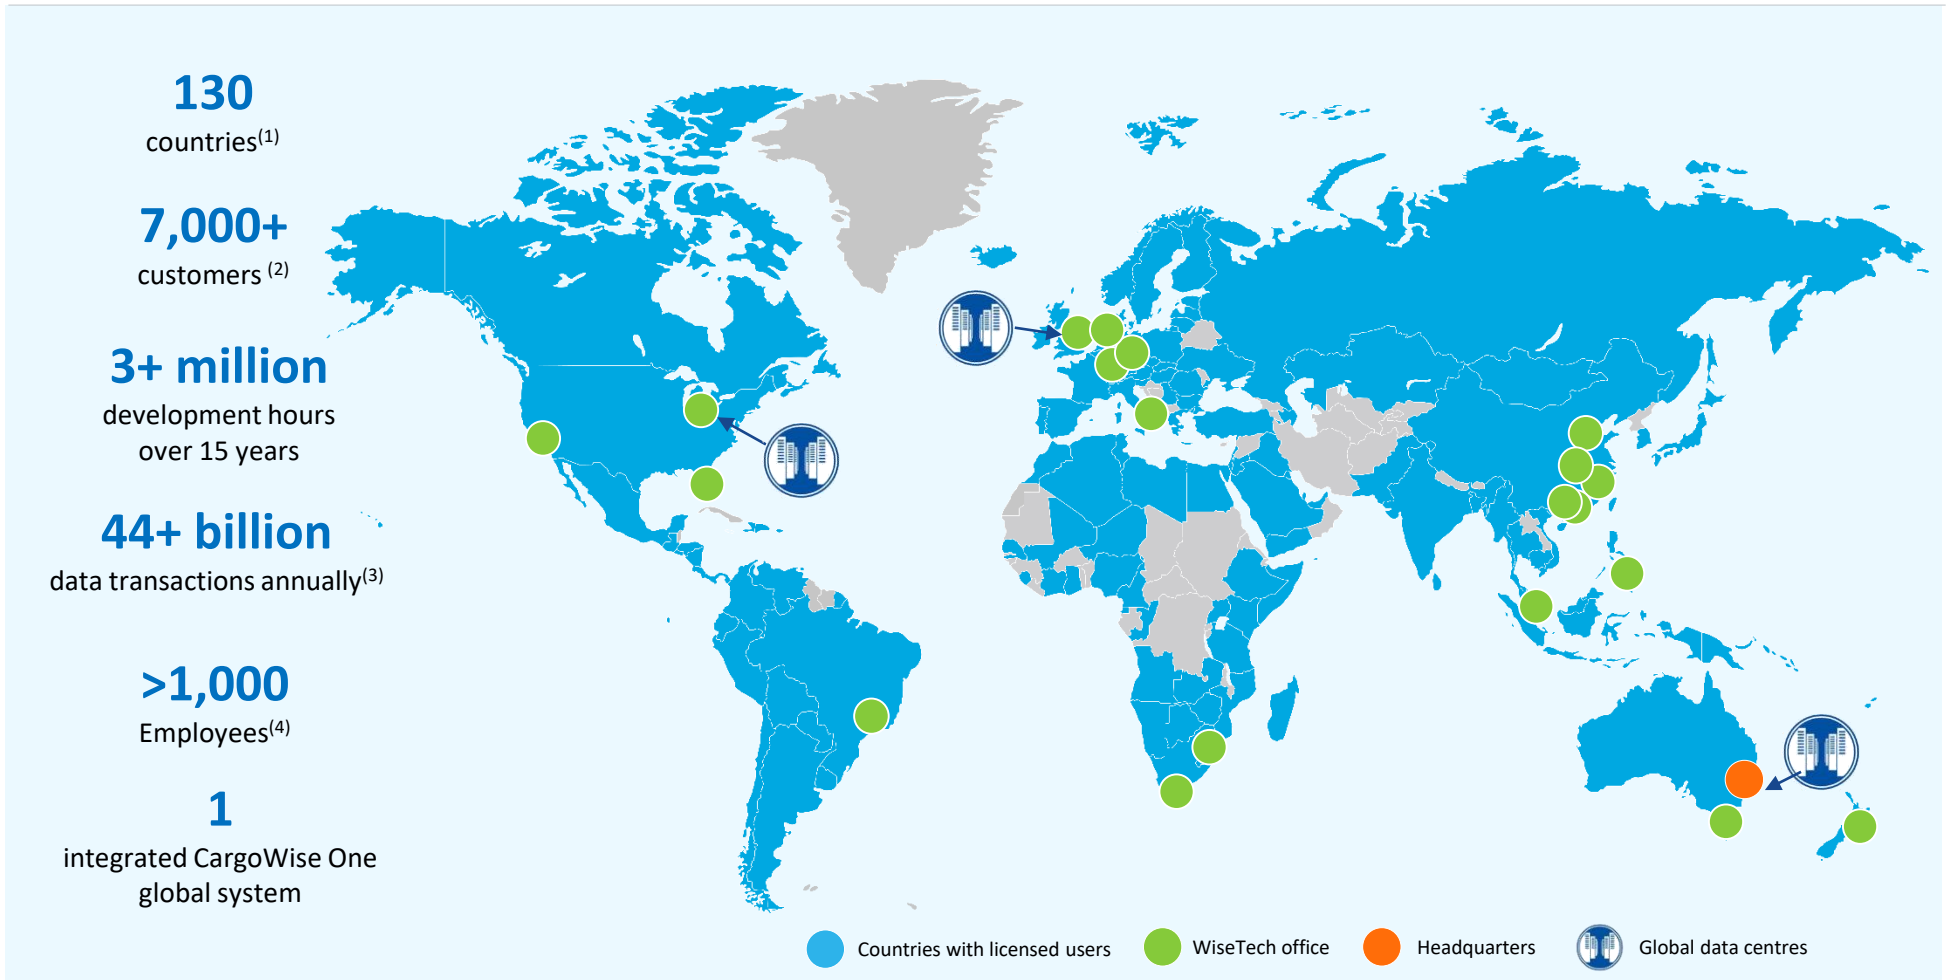 130
countries(1)
7,000+
customers (2)
3+ million
development hours
over 15 years
44+ billion
data transactions annually(3)
>1,000
Employees(4)
1
integrated CargoWise One
global system
Countries with licensed users
WiseTech office
Headquarters
Global data centres